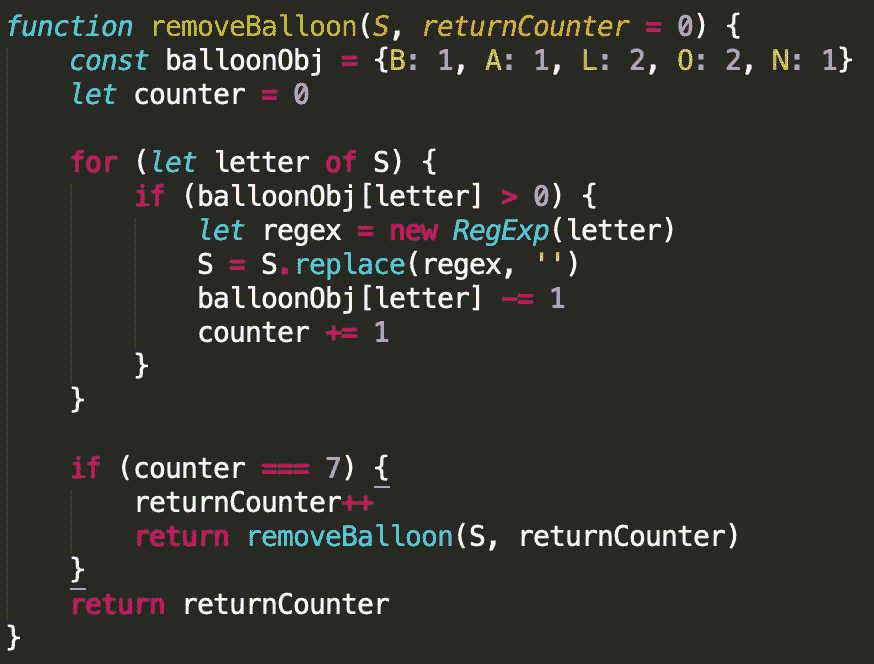 function removeBalloon(S, returnCounter = 0) {
    const balloonObj = {B: 1, A: 1, L: 2, O: 2, N: 1}
    let counter = 0

    for (let letter of S) {
        if (balloonObj[letter] > 0) {
            let regex = new RegExp(letter)
            S = S.replace(regex, '')
            balloonObj[letter] -= 1
            counter += 1
        }
    }

    if (counter === 7) {
        returnCounter++
        return removeBalloon(S, returnCounter)
    }
    return returnCounter
}